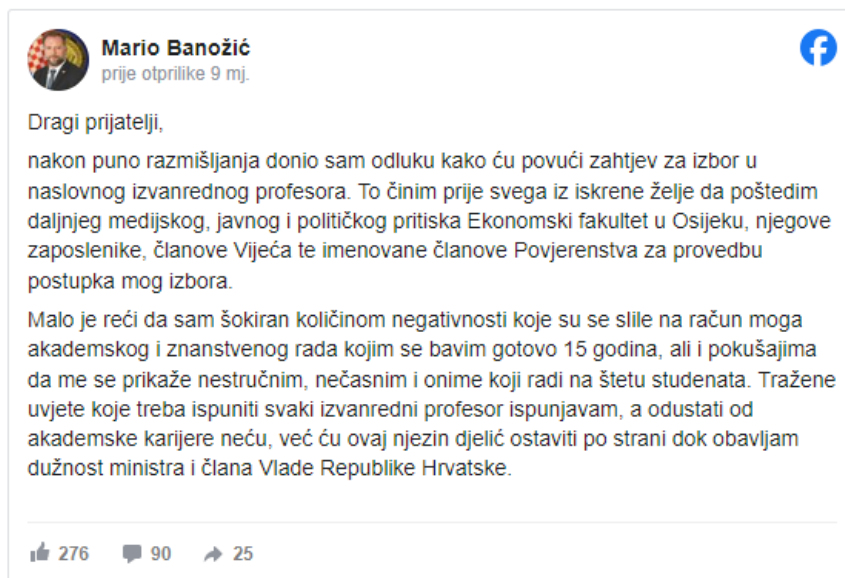 Mario Banožić
prije otprilike 9 mj.
Dragi prijatelji,
nakon puno razmišljanja donio sam odluku kako ću povući zahtjev za izbor u
naslovnog izvanrednog profesora. To činim prije svega iz iskrene želje da poštedim
daljnjeg medijskog, javnog i političkog pritiska Ekonomski fakultet u Osijeku, njegove
zaposlenike, članove Vijeća te imenovane članove Povjerenstva za provedbu
postupka mog izbora.
Malo je reći da sam šokiran količinom negativnosti koje su se slile na račun moga
akademskog i znanstvenog rada kojim se bavim gotovo 15 godina, ali i pokušajima
da me se prikaže nestručnim, nečasnim i onime koji radi na štetu studenata. Tražene
uvjete koje treba ispuniti svaki izvanredni profesor ispunjavam, a odustati od
akademske karijere neću, već ću ovaj njezin djelić ostaviti po strani dok obavljam
dužnost ministra i člana Vlade Republike Hrvatske.
276 90 25